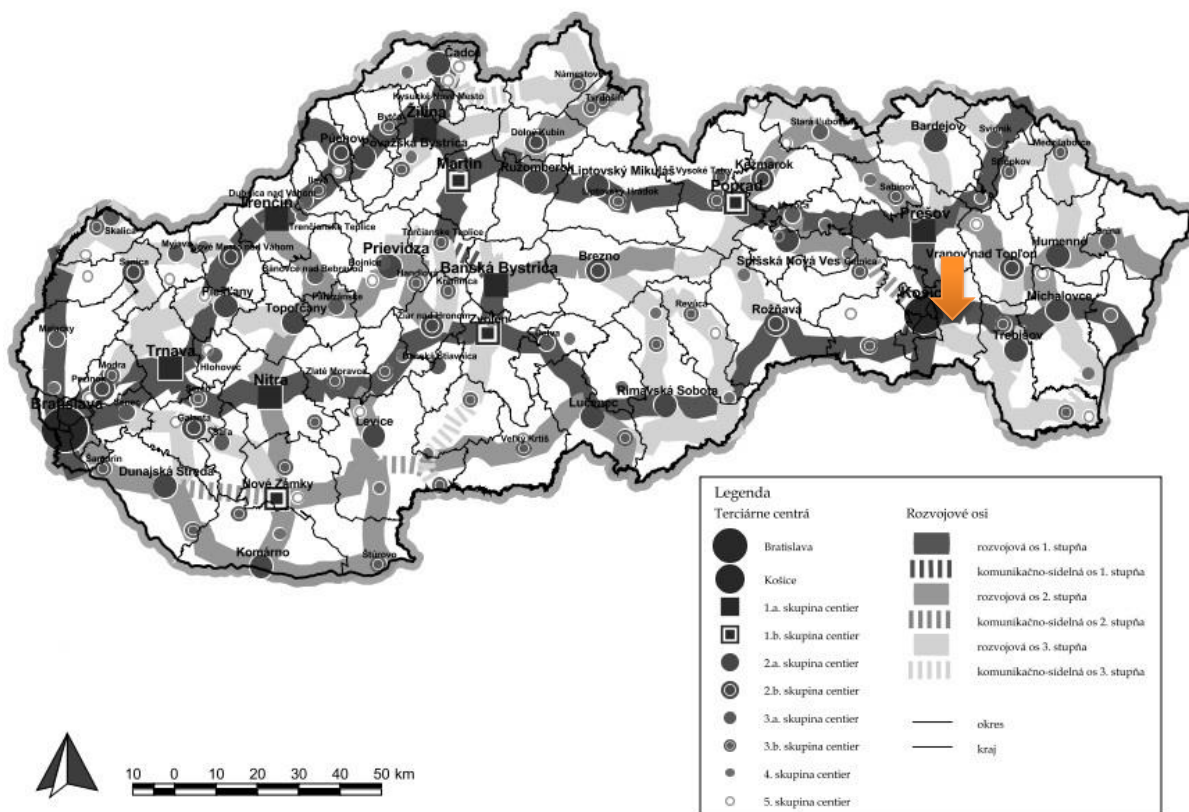 Čadca
Námestovo
Kysucké Nové Mesto
Tvrdošín
Žilina
Bytča
Stará Ľubovňa
Bardejov
Svidník
Púchov
Považská Bystrica
Dolný Kubín
Stropkov
Medzilaborce
Martin
Ružomberok
Liptovský Mikuláš
Vysoké Tatry
Kežmarok
Ilava
Dubnica nad Váhom
Liptovský Hrádok
Poprad
Sabinov
Trenčín
Prešov
Skalica
Trenčianske Teplice
Turčianske Teplice
Myjava
Nové Mesto nad Váhom
Prievidza
Humenné
Snina
Senica
Bánovce nad Bebravou
Bojnice
Handlová
Banská Bystrica
Brezno
Spišská Nová Ves
Gelnica
Vranov nad Topľou
Piešťany
Partizánske
Kremnica
Topoľčany
Revúca
Michalovce
Malacky
Žiar nad Hronom
Zvolen
Detva
Rožňava
Trebišov
Trnava
Hlohovec
Banská Štiavnica
Modra
Pezinok
Nitra
Zlaté Moravce
Rimavská Sobota
Bratislava
Senec
Sereď
Lučenec
Galanta
Šaľa
Levice
Veľký Krtíš
Šamorín
Dunajská Streda
Nové Zámky
Komárno
Štúrovo
Legenda
Terciárne centrá
Bratislava
Košice
1.a. skupina centier
1.b. skupina centier
2.a. skupina centier
2.b. skupina centier
3.a. skupina centier
3.b. skupina centier
4. skupina centier
5. skupina centier
Rozvojové osi
rozvojová os 1. stupňa
komunikačno-sídelná os 1. stupňa
rozvojová os 2. stupňa
komunikačno-sídelná os 2. stupňa
rozvojová os 3. stupňa
komunikačno-sídelná os 3. stupňa
okres
kraj
10 0 10 20 30 40 50 km